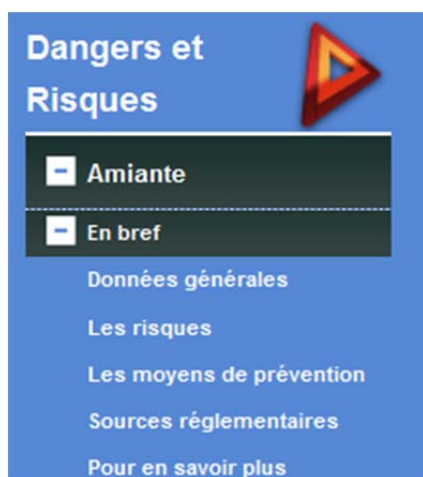 Dangers et
Risques
Amiante
En bref
Données générales
Les risques
Les moyens de prévention
Sources réglementaires
Pour en savoir plus